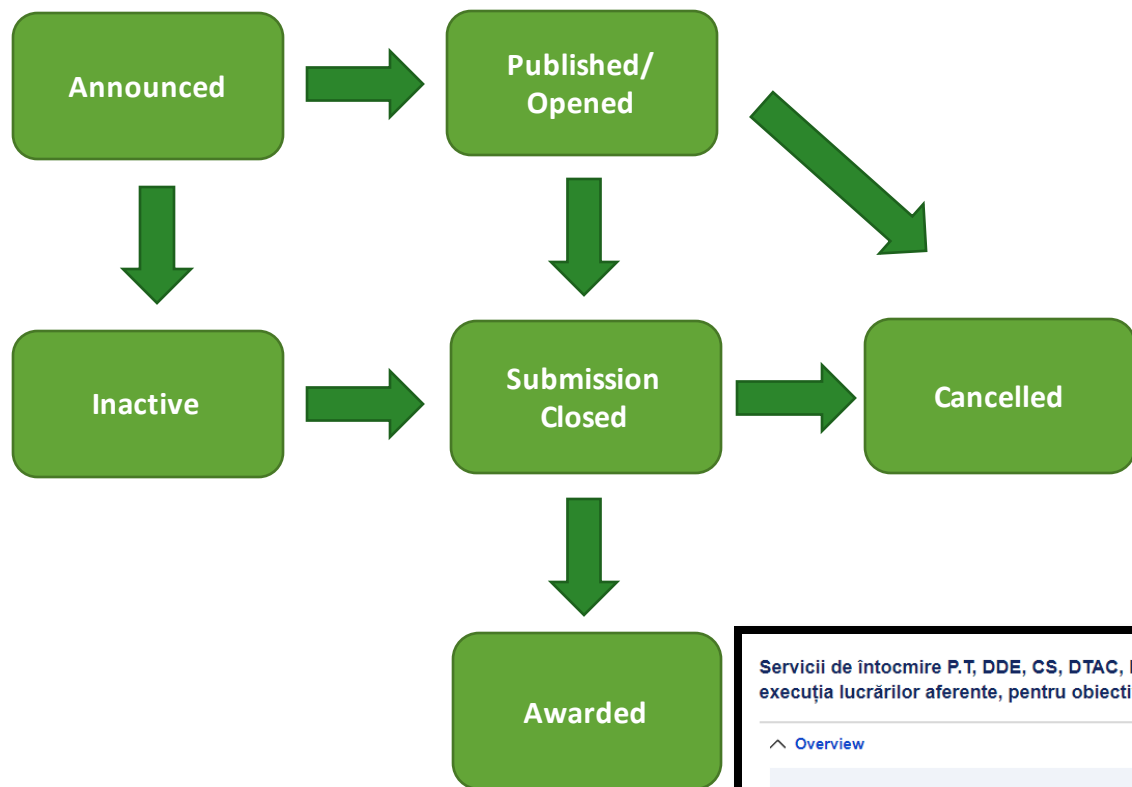 Announced
Published/
Opened
Inactive
Submission
Closed
Cancelled
Awarded
Servicii de întocmire P.T, DDE, CS, DTAC,
execuția lucrărilor aferente, pentru obiecti
Overview